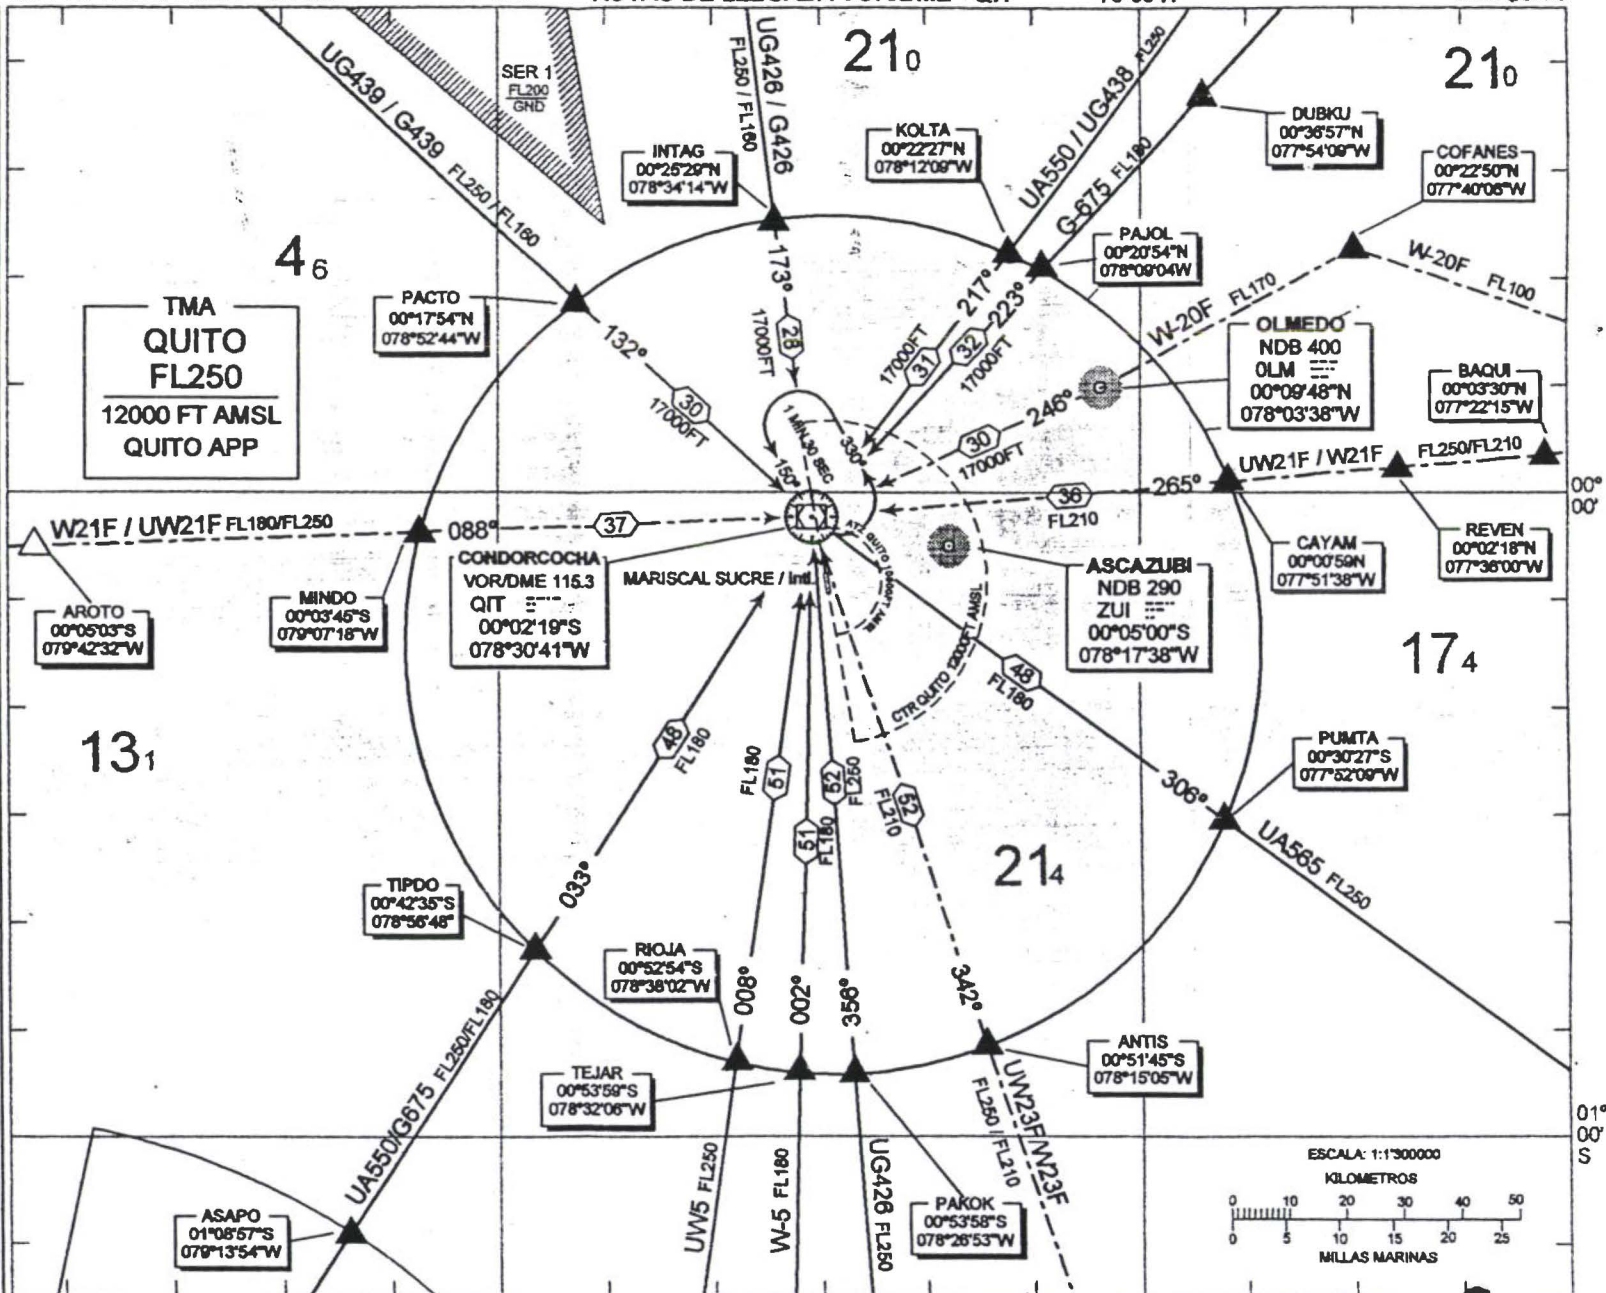 21₀
21₀
SER 1
FL200
GND
UG439 / G439 FL250 / FL160
UG426 / G426
FL250 / FL160
UA550 / UG438 FL250
G-675 FL180
DUBKU
00°36'57"N
077°54'09"W
KOLTA
00°22'27"N
078°12'09"W
INTAG
00°25'29"N
078°34'14"W
COFANES
00°22'50"N
077°40'06"W
PAJOL
00°20'54"N
078°09'04W
W-20F FL100
W-20F FL170
4₆
TMA
QUITO
FL250
12000 FT AMSL
QUITO APP
PACTO
00°17'54"N
078°52'44"W
132°
30
17000FT
173°
28
17000FT
217°
31
17000FT
223°
32
17000FT
OLMEDO
NDB 400
OLM
00°09'48"N
078°03'38"W
BAQUI
00°03'30"N
077°22'15"W
246°
30
17000FT
1 MIN 30 SEC
150°
330°
UW21F / W21F FL250/FL210
265°
36
FL210
00°
00'
W21F / UW21F FL180/FL250
088°
37
CONDORCOCHA
VOR/DME 115.3
QIT
00°02'19"S
078°30'41"W
MARISCAL SUCRE / Intl.
AROTO
00°05'03"S
079°42'32"W
MINDO
00°03'45"S
079°07'18"W
CAYAM
00°00'59N
077°51'38"W
REVEN
00°02'18"N
077°36'00"W
ASCAZUBI
NDB 290
ZUI
00°05'00"S
078°17'38"W
CTR QUITO 12000FT AMSL
17₄
13₁
48
FL180
48
FL180
FL180
51
51
FL180
52
FL250
52
FL210
PUMTA
00°30'27"S
077°52'09"W
306°
UA565 FL250
21₄
TIPDO
00°42'35"S
078°56'48"
033°
RIOJA
00°52'54"S
078°38'02"W
008°
002°
356°
342°
TEJAR
00°53'59"S
078°32'06"W
ANTIS
00°51'45"S
078°15'05"W
UA550/G675 FL250/FL180
UW23F/W23F
FL250 / FL210
UW5 FL250
W-5 FL180
UG426 FL250
PAKOK
00°53'58"S
078°26'53"W
ASAPO
01°08'57"S
079°13'54"W
01°
00'
S
ESCALA: 1:1'300000
KILOMETROS
0 10 20 30 40 50
0 5 10 15 20 25
MILLAS MARINAS